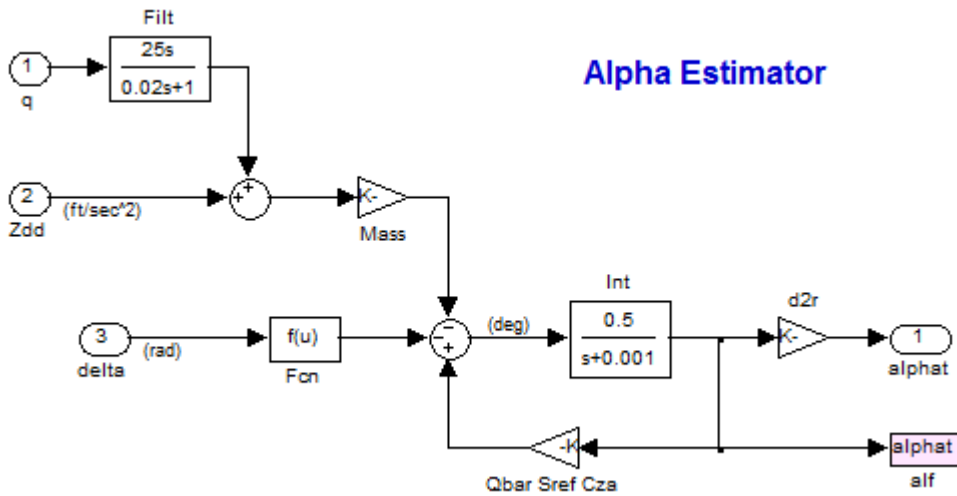 Filt
25s
0.02s+1
Alpha Estimator
1
q
2
Zdd
(ft/sec^2)
+
+
K-
Mass
3
delta
(rad)
f(u)
Fcn
−
−
+
(deg)
Int
0.5
s+0.001
d2r
K-
1
alphat
-K
Qbar Sref Cza
alphat
alf